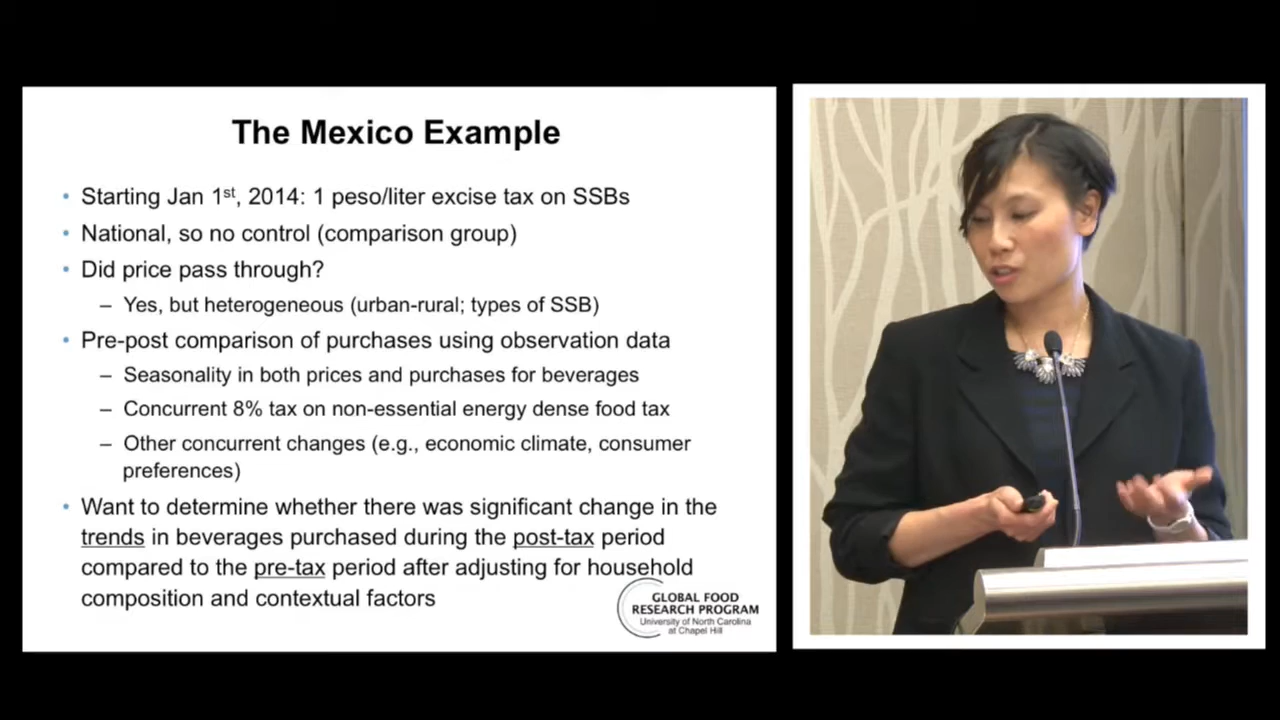 The Mexico Example
• Starting Jan 1st, 2014: 1 peso/liter excise tax on SSBs
• National, so no control (comparison group)
• Did price pass through?
– Yes, but heterogeneous (urban-rural; types of SSB)
• Pre-post comparison of purchases using observation data
– Seasonality in both prices and purchases for beverages
– Concurrent 8% tax on non-essential energy dense food tax
– Other concurrent changes (e.g., economic climate, consumer
preferences)
• Want to determine whether there was significant change in the
trends in beverages purchased during the post-tax period
compared to the pre-tax period after adjusting for household
composition and contextual factors
GLOBAL FOOD
RESEARCH PROGRAM
University of North Carolina
at Chapel Hill